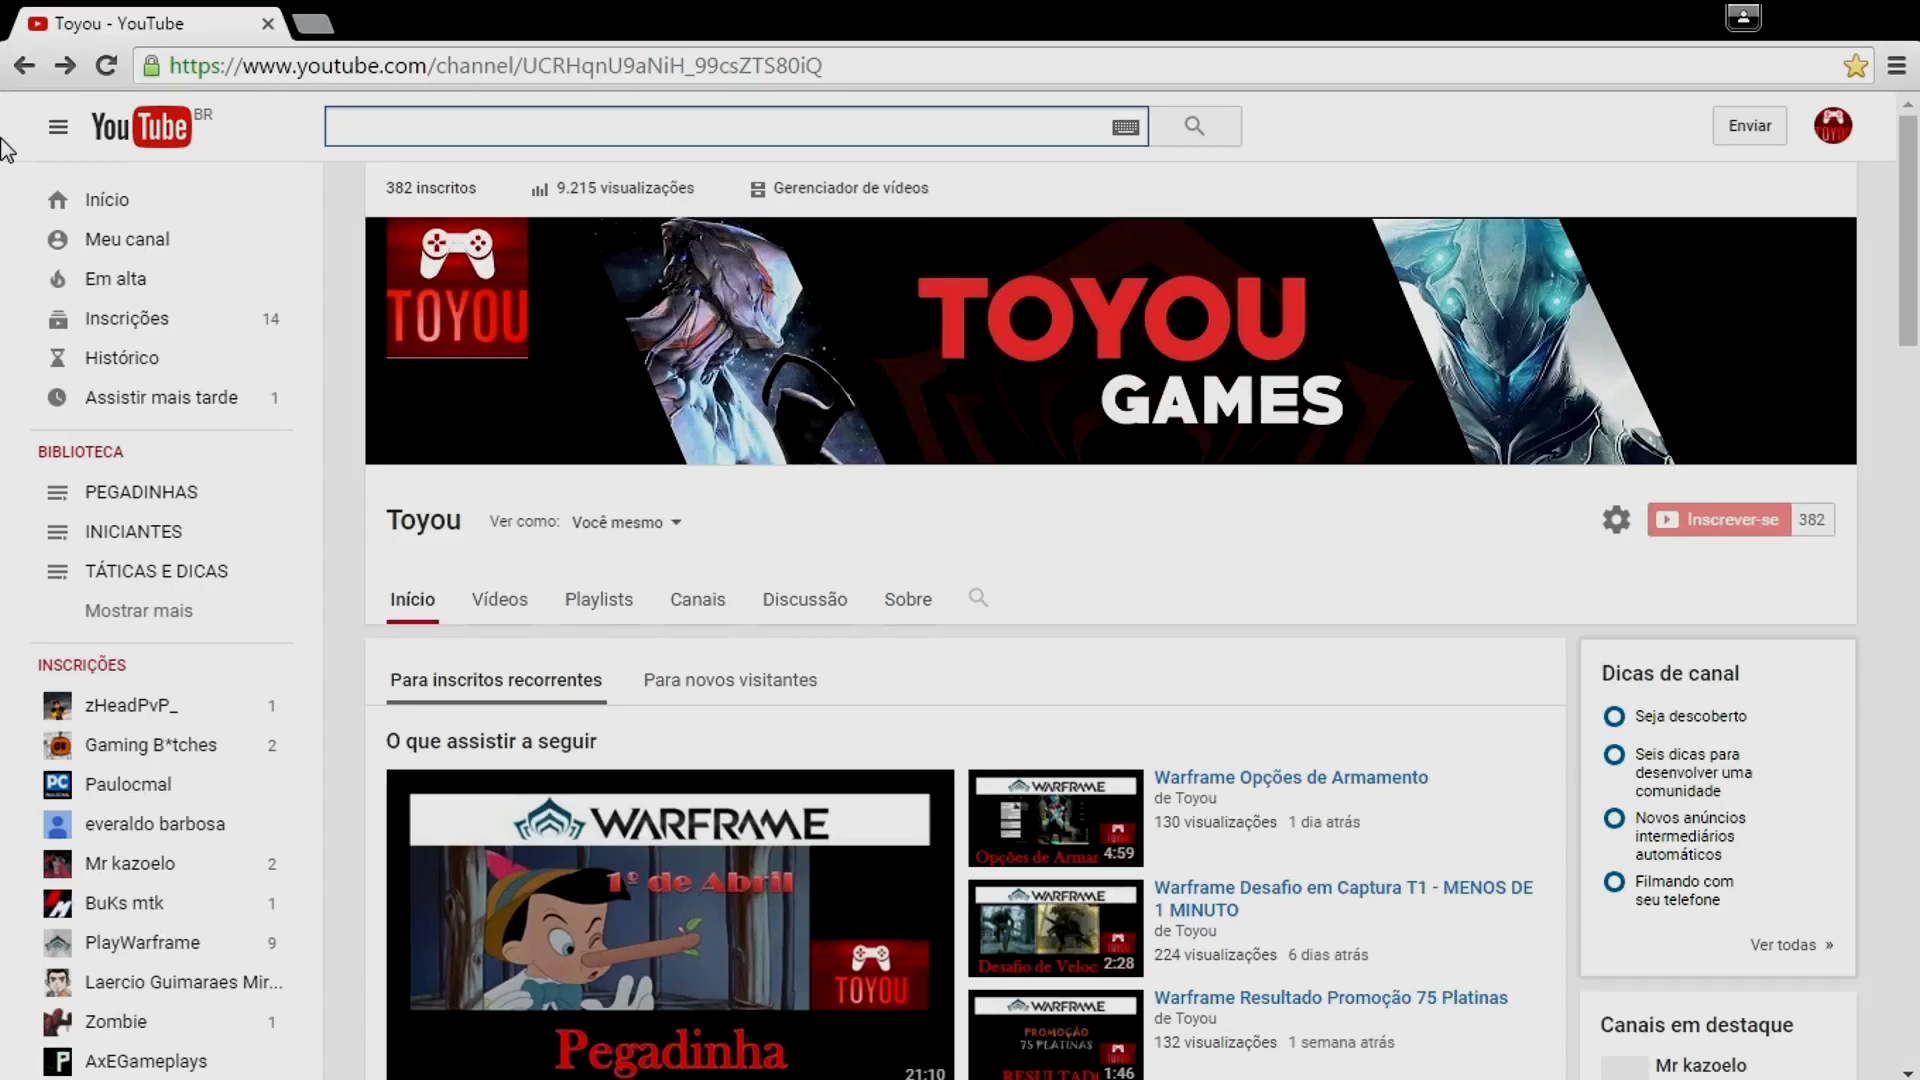 Toyou - YouTube
https://www.youtube.com/channel/UCRHqnU9aNiH_99csZTS80iQ
YouTube BR
Enviar
TOYOU
Início
Meu canal
Em alta
Inscrições 14
Histórico
Assistir mais tarde 1
BIBLIOTECA
PEGADINHAS
INICIANTES
TÁTICAS E DICAS
Mostrar mais
INSCRIÇÕES
zHeadPvP_ 1
Gaming B*tches 2
PC Paulocmal
everaldo barbosa
Mr kazoelo 2
BuKs mtk 1
PlayWarframe 9
Laercio Guimaraes Mir...
Zombie 1
P AxEGameplays
382 inscritos
9.215 visualizações
Gerenciador de vídeos
TOYOU
TOYOU
GAMES
Toyou
Ver como: Você mesmo
Inscrever-se 382
Início
Vídeos
Playlists
Canais
Discussão
Sobre
Para inscritos recorrentes
Para novos visitantes
O que assistir a seguir
WARFRAME
1º de Abril
TOYOU
Pegadinha
21:10
WARFRAME
Opções de Armar
4:59
Warframe Opções de Armamento
de Toyou
130 visualizações 1 dia atrás
WARFRAME
Desafio de Veloc
2:28
Warframe Desafio em Captura T1 - MENOS DE
1 MINUTO
de Toyou
224 visualizações 6 dias atrás
WARFRAME
PROMOÇÃO
75 PLATINAS
RESULTAD
1:46
Warframe Resultado Promoção 75 Platinas
de Toyou
132 visualizações 1 semana atrás
Dicas de canal
Seja descoberto
Seis dicas para
desenvolver uma
comunidade
Novos anúncios
intermediários
automáticos
Filmando com
seu telefone
Ver todas »
Canais em destaque
Mr kazoelo